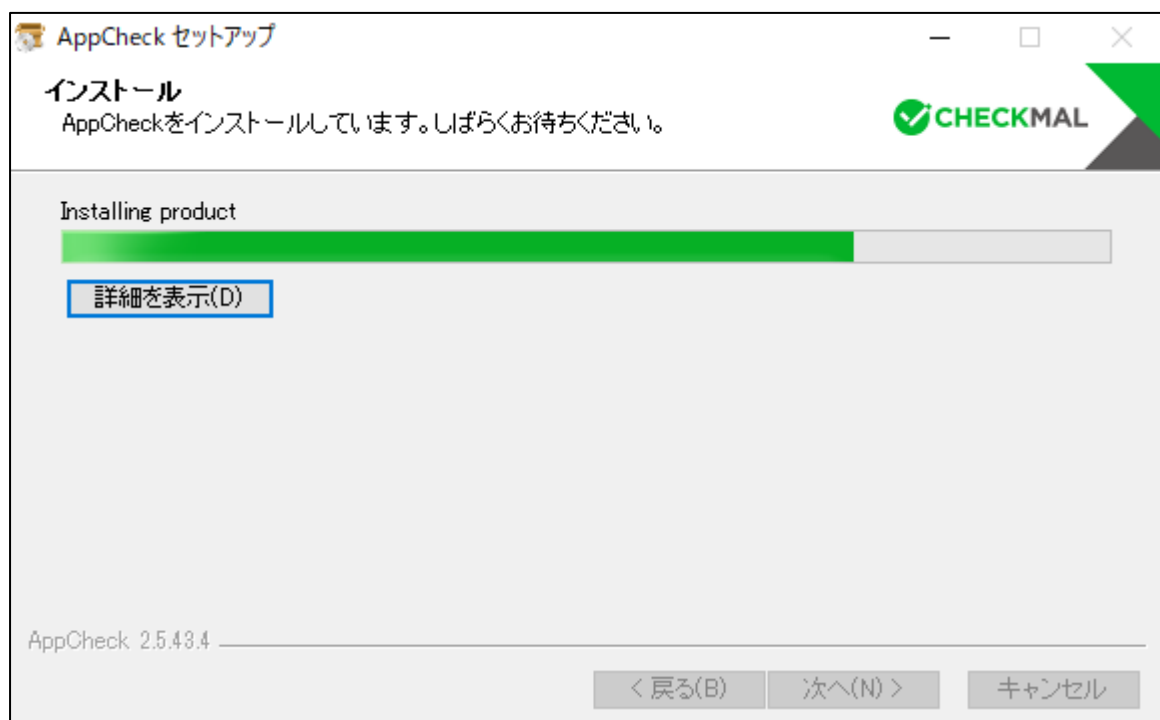 AppCheck セットアップ
インストール
AppCheckをインストールしています。しばらくお待ちください。
CHECKMAL
Installing product
詳細を表示(D)
AppCheck 2.5.43.4
< 戻る(B)
次へ(N) >
キャンセル